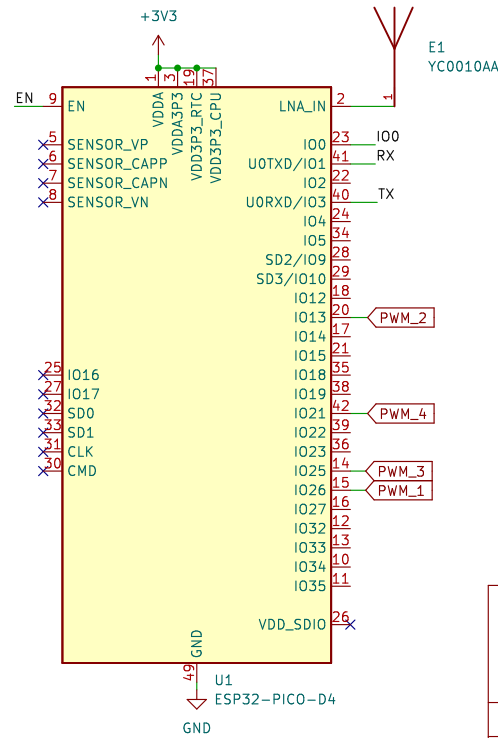 +3V3
E1
YC0010AA
1
1
3
19
37
VDDA
VDDA3P3
VDD3P3_RTC
VDD3P3_CPU
EN 9 EN
LNA_IN 2
5 SENSOR_VP
6 SENSOR_CAPP
7 SENSOR_CAPN
8 SENSOR_VN
IO0 23 IO0
U0TXD/IO1 41 RX
IO2 22
U0RXD/IO3 40 TX
IO4 24
IO5 34
SD2/IO9 28
SD3/IO10 29
IO12 18
IO13 20 PWM_2
IO14 17
IO15 21
25 IO16
27 IO17
32 SD0
33 SD1
31 CLK
30 CMD
IO18 35
IO19 38
IO21 42 PWM_4
IO22 39
IO23 36
IO25 14 PWM_3
IO26 15 PWM_1
IO27 16
IO32 12
IO33 13
IO34 10
IO35 11
VDD_SDIO 26
GND
49
U1
ESP32-PICO-D4
GND